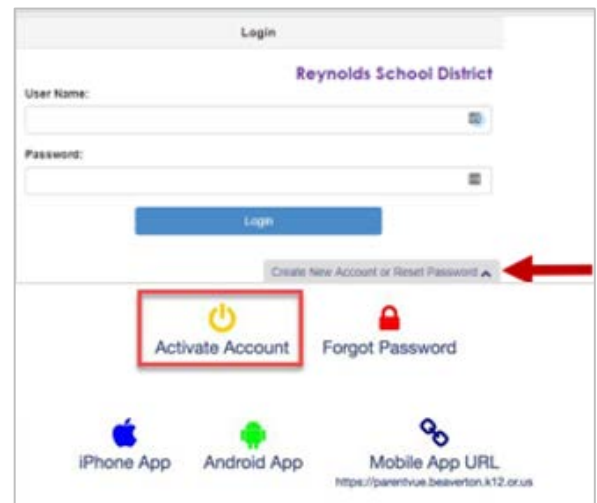 Login
Reynolds School District
User Name:
Password:
Login
Create New Account or Reset Password
Activate Account Forgot Password
iPhone App Android App Mobile App URL
https://parentvue.beaverton.k12.or.us